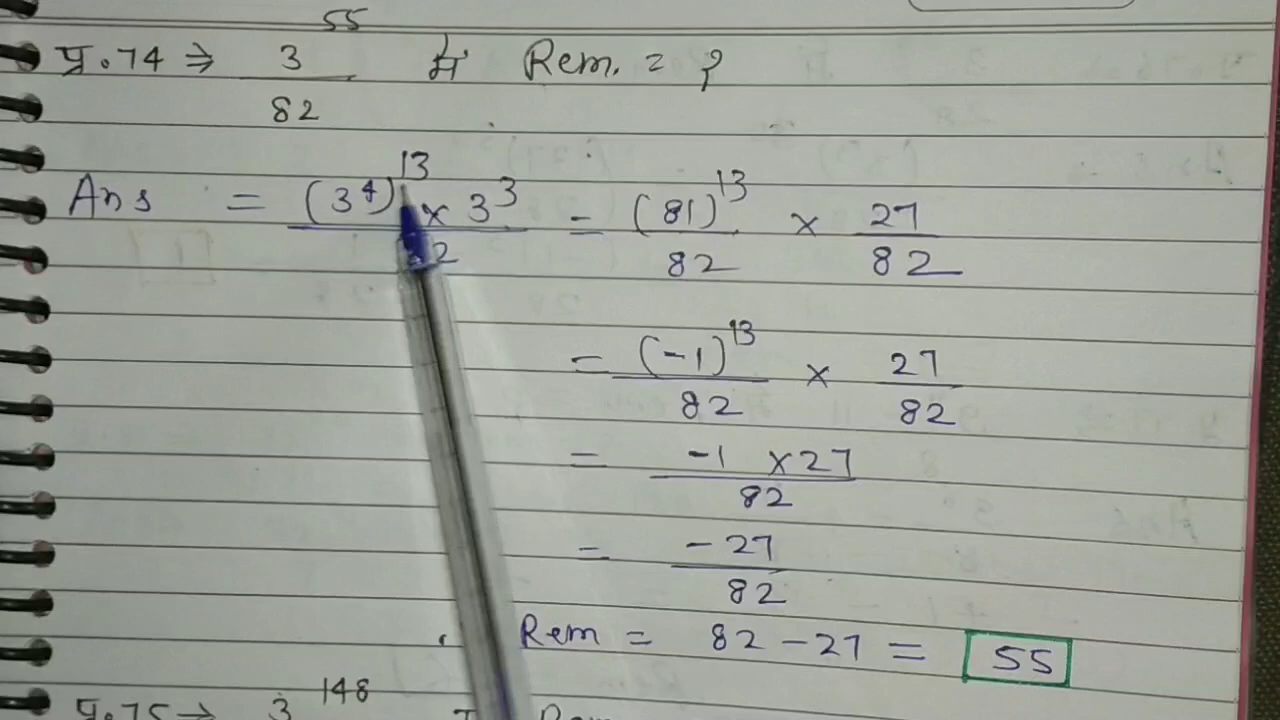 प्र.74 ⇒ 3^55 / 82 में Rem. = ?
Ans = (3^4)^13 × 3^3 / 2 = (81)^13 / 82 × 27 / 82
= (-1)^13 / 82 × 27 / 82
= -1 × 27 / 82
= -27 / 82
Rem = 82 - 27 = 55
प्र.75 → 3^148